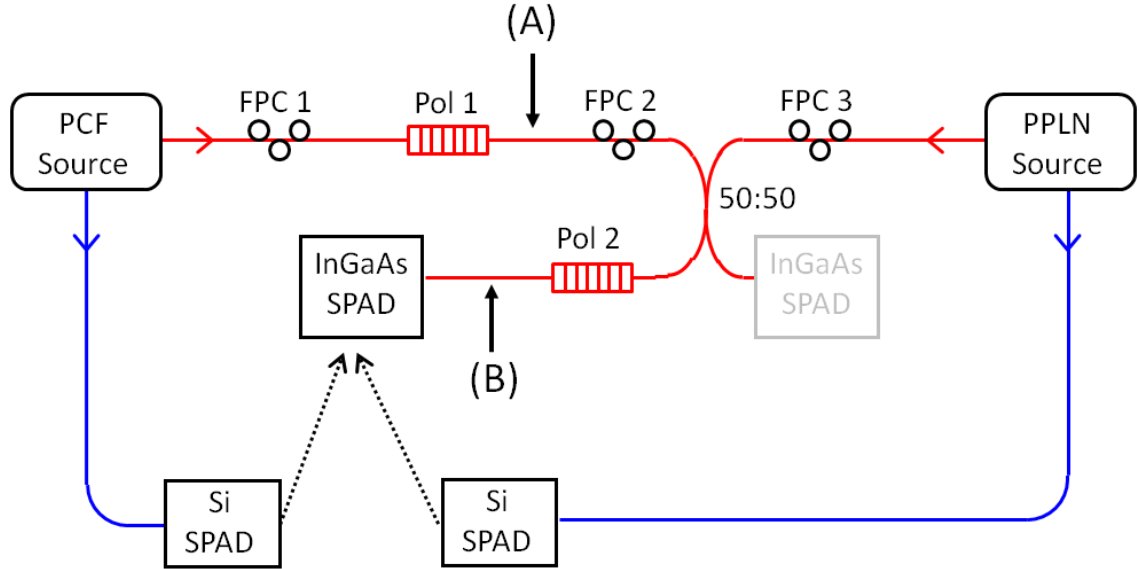 (A)
FPC 1
Pol 1
FPC 2
FPC 3
PCF
Source
PPLN
Source
50:50
Pol 2
InGaAs
SPAD
InGaAs
SPAD
(B)
Si
SPAD
Si
SPAD